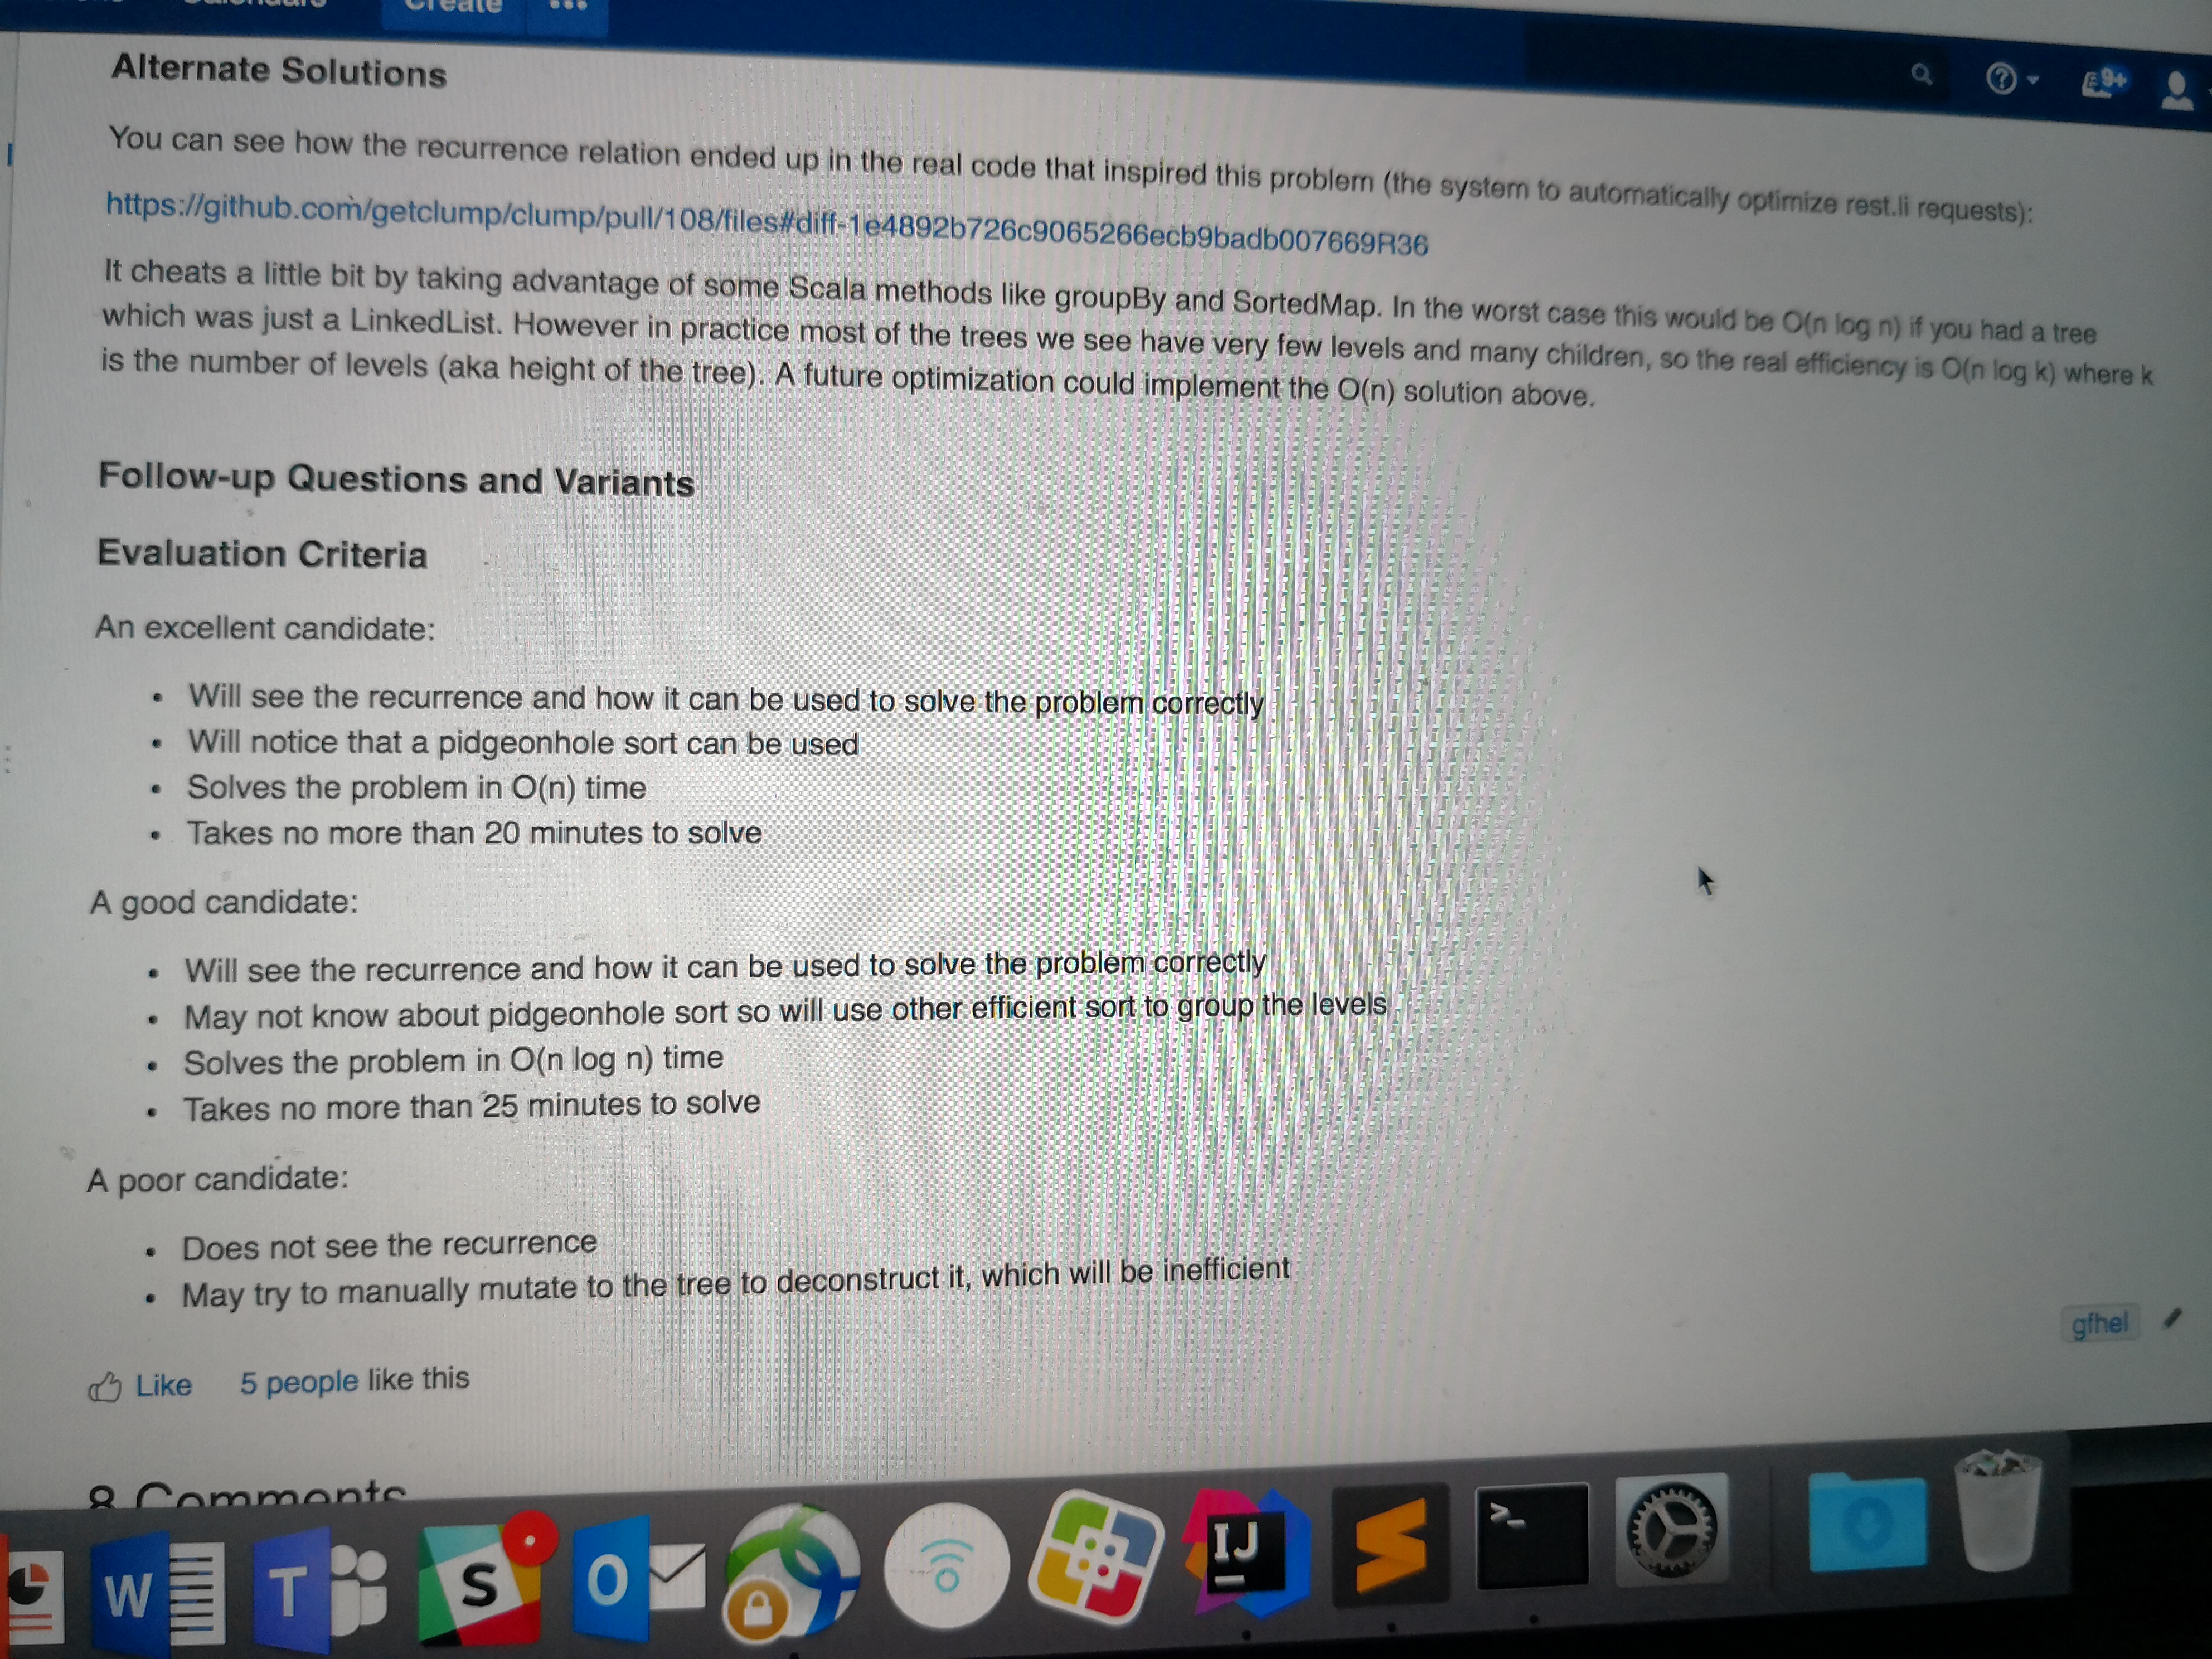 Create •••
9+
Alternate Solutions
You can see how the recurrence relation ended up in the real code that inspired this problem (the system to automatically optimize rest.li requests):
https://github.com/getclump/clump/pull/108/files#diff-1e4892b726c9065266ecb9badb007669R36
It cheats a little bit by taking advantage of some Scala methods like groupBy and SortedMap. In the worst case this would be O(n log n) if you had a tree
which was just a LinkedList. However in practice most of the trees we see have very few levels and many children, so the real efficiency is O(n log k) where k
is the number of levels (aka height of the tree). A future optimization could implement the O(n) solution above.
Follow-up Questions and Variants
Evaluation Criteria
An excellent candidate:
• Will see the recurrence and how it can be used to solve the problem correctly
• Will notice that a pidgeonhole sort can be used
• Solves the problem in O(n) time
• Takes no more than 20 minutes to solve
A good candidate:
• Will see the recurrence and how it can be used to solve the problem correctly
• May not know about pidgeonhole sort so will use other efficient sort to group the levels
• Solves the problem in O(n log n) time
• Takes no more than 25 minutes to solve
A poor candidate:
• Does not see the recurrence
• May try to manually mutate to the tree to deconstruct it, which will be inefficient
gfhel
Like 5 people like this
8 Comments
W T S O IJ >_